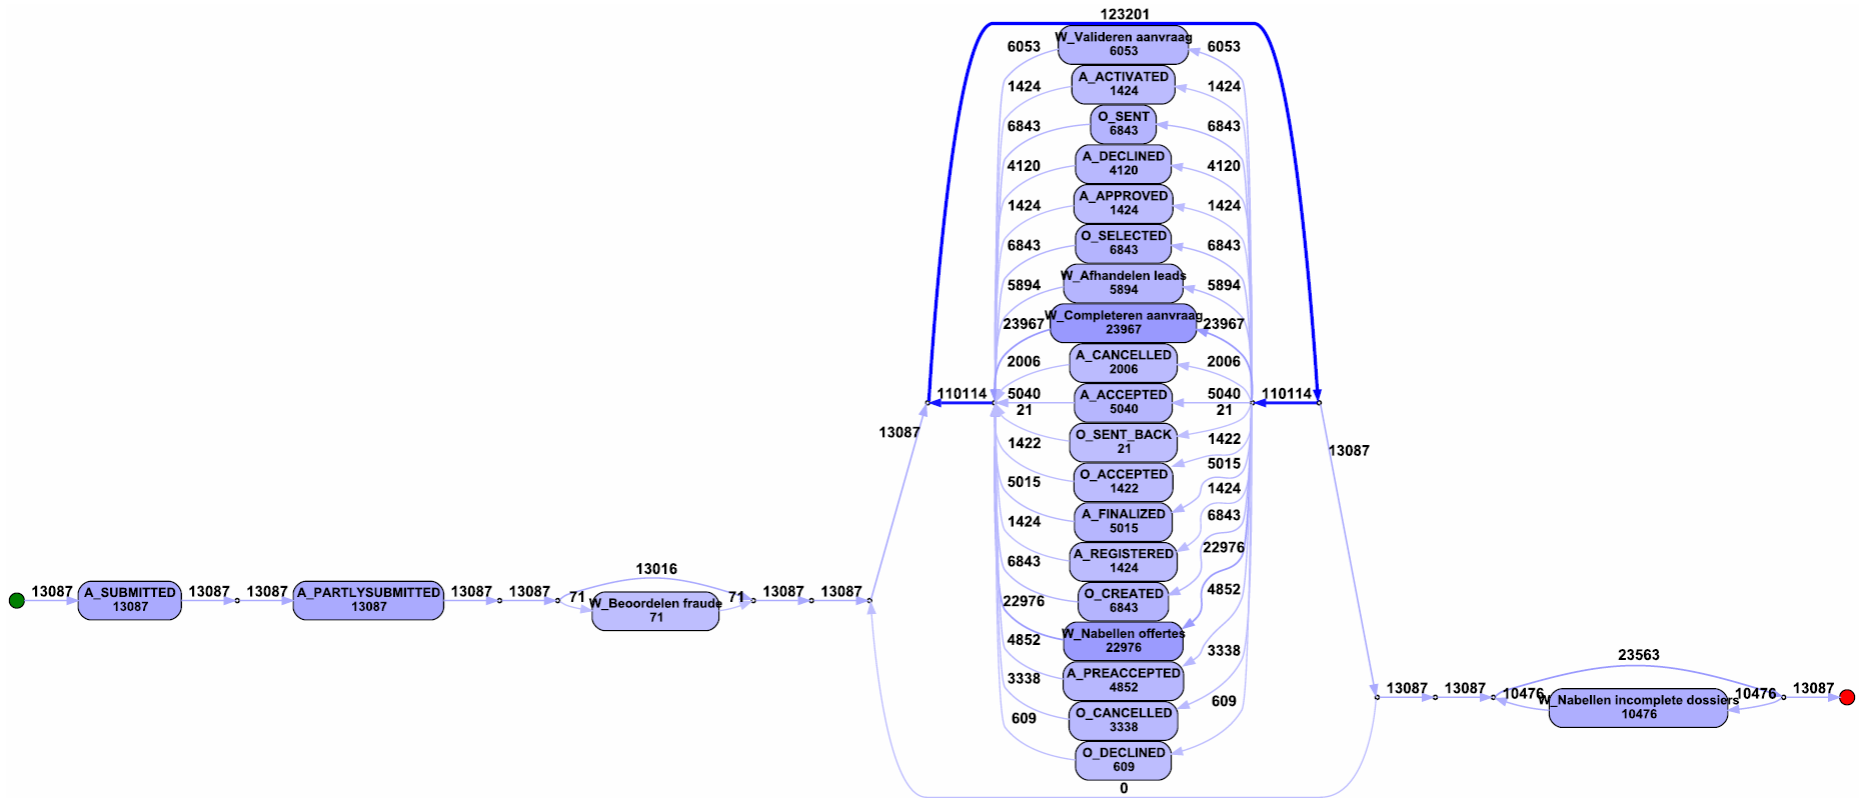 123201
6053 W_Valideren aanvraag 6053
6053
1424 A_ACTIVATED 1424
1424
6843 O_SENT 6843
6843
4120 A_DECLINED 4120
4120
1424 A_APPROVED 1424
1424
6843 O_SELECTED 6843
6843
5894 W_Afhandelen leads 5894
5894
23967 W_Completeren aanvraag 23967
23967
2006 A_CANCELLED 2006
2006
110114 5040 A_ACCEPTED 5040 110114
21 5040 21
13087 O_SENT_BACK
21
1422 1422
13087
O_ACCEPTED 5015
5015 1422
1424
A_FINALIZED
1424 5015 6843
A_REGISTERED 22976
6843 1424
13016
13087 A_SUBMITTED 13087 13087 A_PARTLYSUBMITTED 13087 13087 71 W_Beoordelen fraude 71 13087 13087
13087 13087 71
22976 O_CREATED 4852
6843
4852 W_Nabellen offertes
22976 3338
23563
3338 A_PREACCEPTED
4852
13087 13087 10476 W_Nabellen incomplete dossiers 10476 13087
10476
609 O_CANCELLED 609
3338
O_DECLINED
609
0